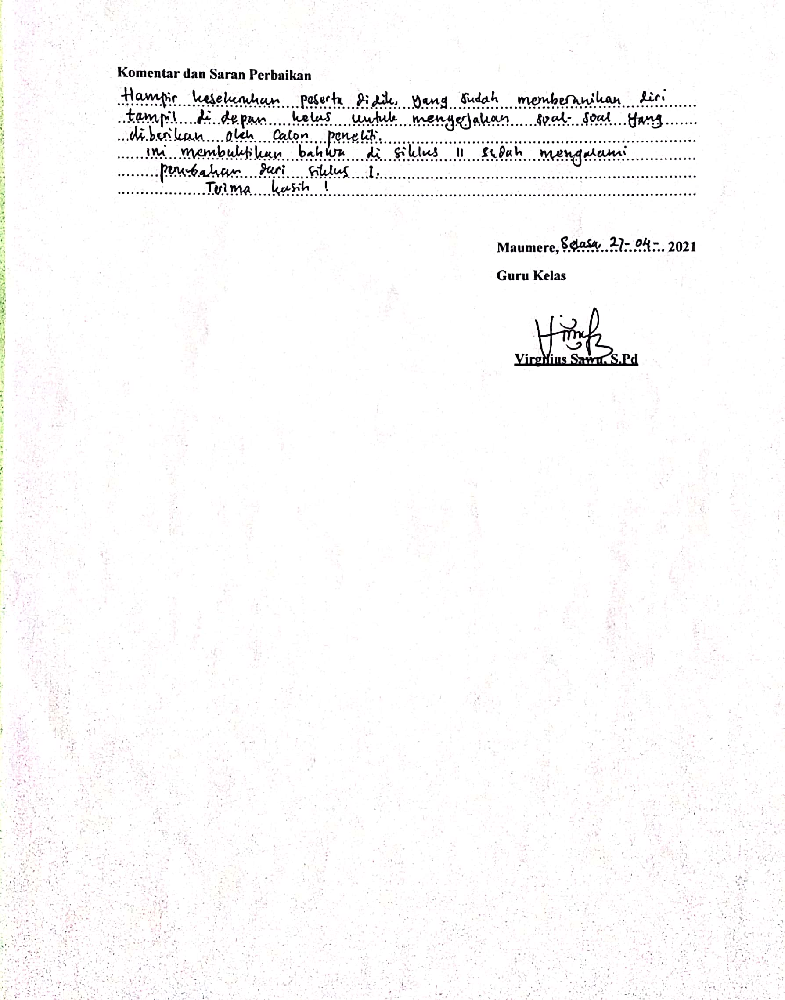 Komentar dan Saran Perbaikan
Hampir keseluruhan peserta didik, yang sudah memberanikan diri
tampil di depan kelas untuk mengerjakan soal-soal yang
diberikan oleh calon peneliti.
ini membuktikan bahwa di siklus II sudah mengalami
perubahan dari siklus I.
Terima kasih !
Maumere, Selasa, 27-04- 2021
Guru Kelas
Virgilius Sawu, S.Pd